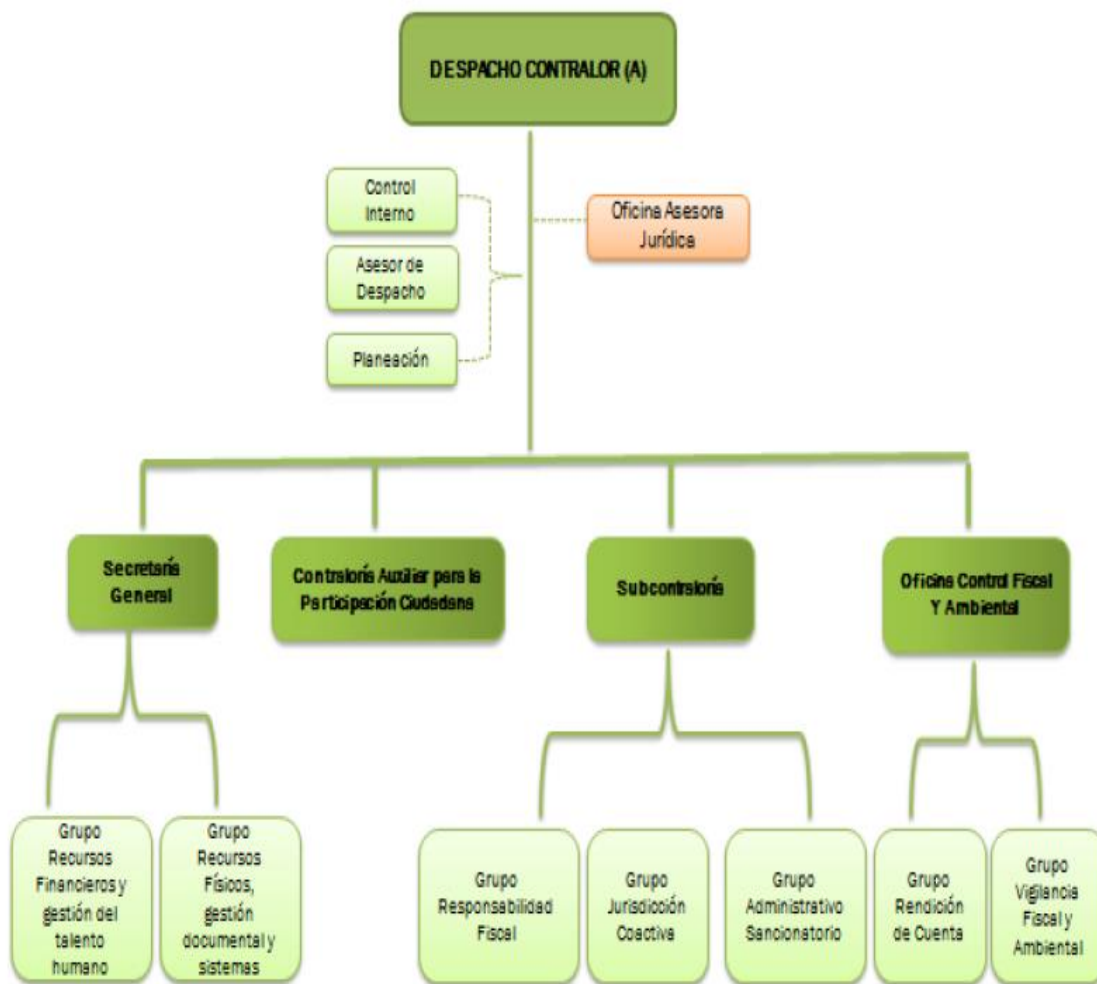 DESPACHO CONTRALOR (A)
Control
Interno
Oficina Asesora
Jurídica
Asesor de
Despacho
Planeación
Secretaría
General
Contraloría Auxiliar para la
Participación Ciudadana
Subcontraloría
Oficina Control Fiscal
Y Ambiental
Grupo
Recursos
Financieros y
gestión del
talento
humano
Grupo
Recursos
Físicos,
gestión
documental y
sistemas
Grupo
Responsabilidad
Fiscal
Grupo
Jurisdicción
Coactiva
Grupo
Administrativo
Sancionatorio
Grupo
Rendición
de Cuenta
Grupo
Vigilancia
Fiscal y
Ambiental